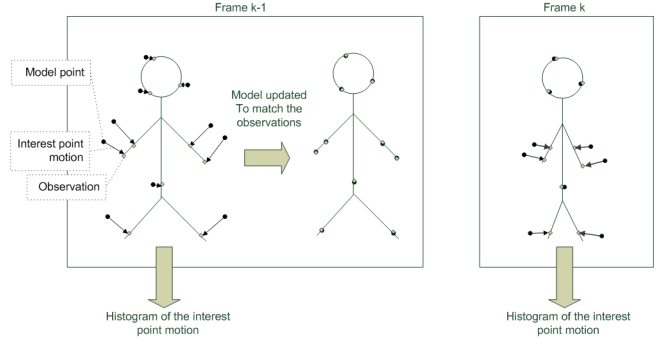 Frame k-1
Frame k
Model point
Model updated
To match the
observations
Interest point
motion
Observation
Histogram of the interest
point motion
Histogram of the interest
point motion